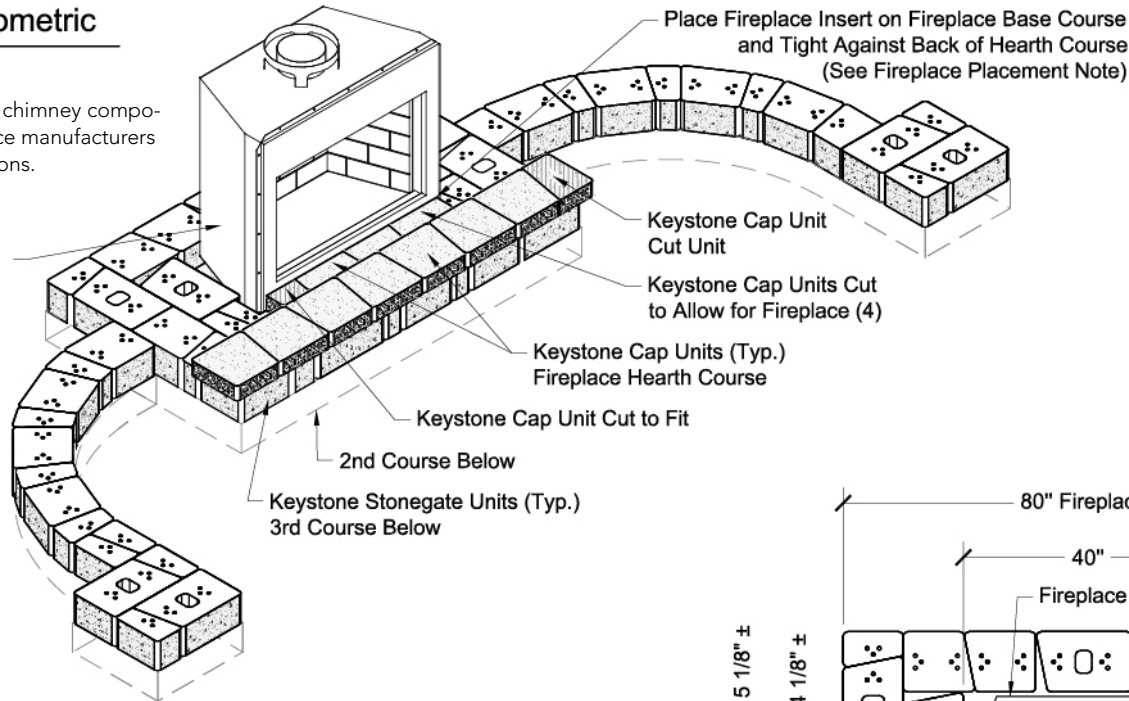 ometric
chimney compo-
ce manufacturers
ons.
Place Fireplace Insert on Fireplace Base Course
and Tight Against Back of Hearth Course
(See Fireplace Placement Note)
Keystone Cap Unit
Cut Unit
Keystone Cap Units Cut
to Allow for Fireplace (4)
Keystone Cap Units (Typ.)
Fireplace Hearth Course
Keystone Cap Unit Cut to Fit
2nd Course Below
Keystone Stonegate Units (Typ.)
3rd Course Below
80" Fireplac
40"
Fireplace
5 1/8" ±
4 1/8" ±